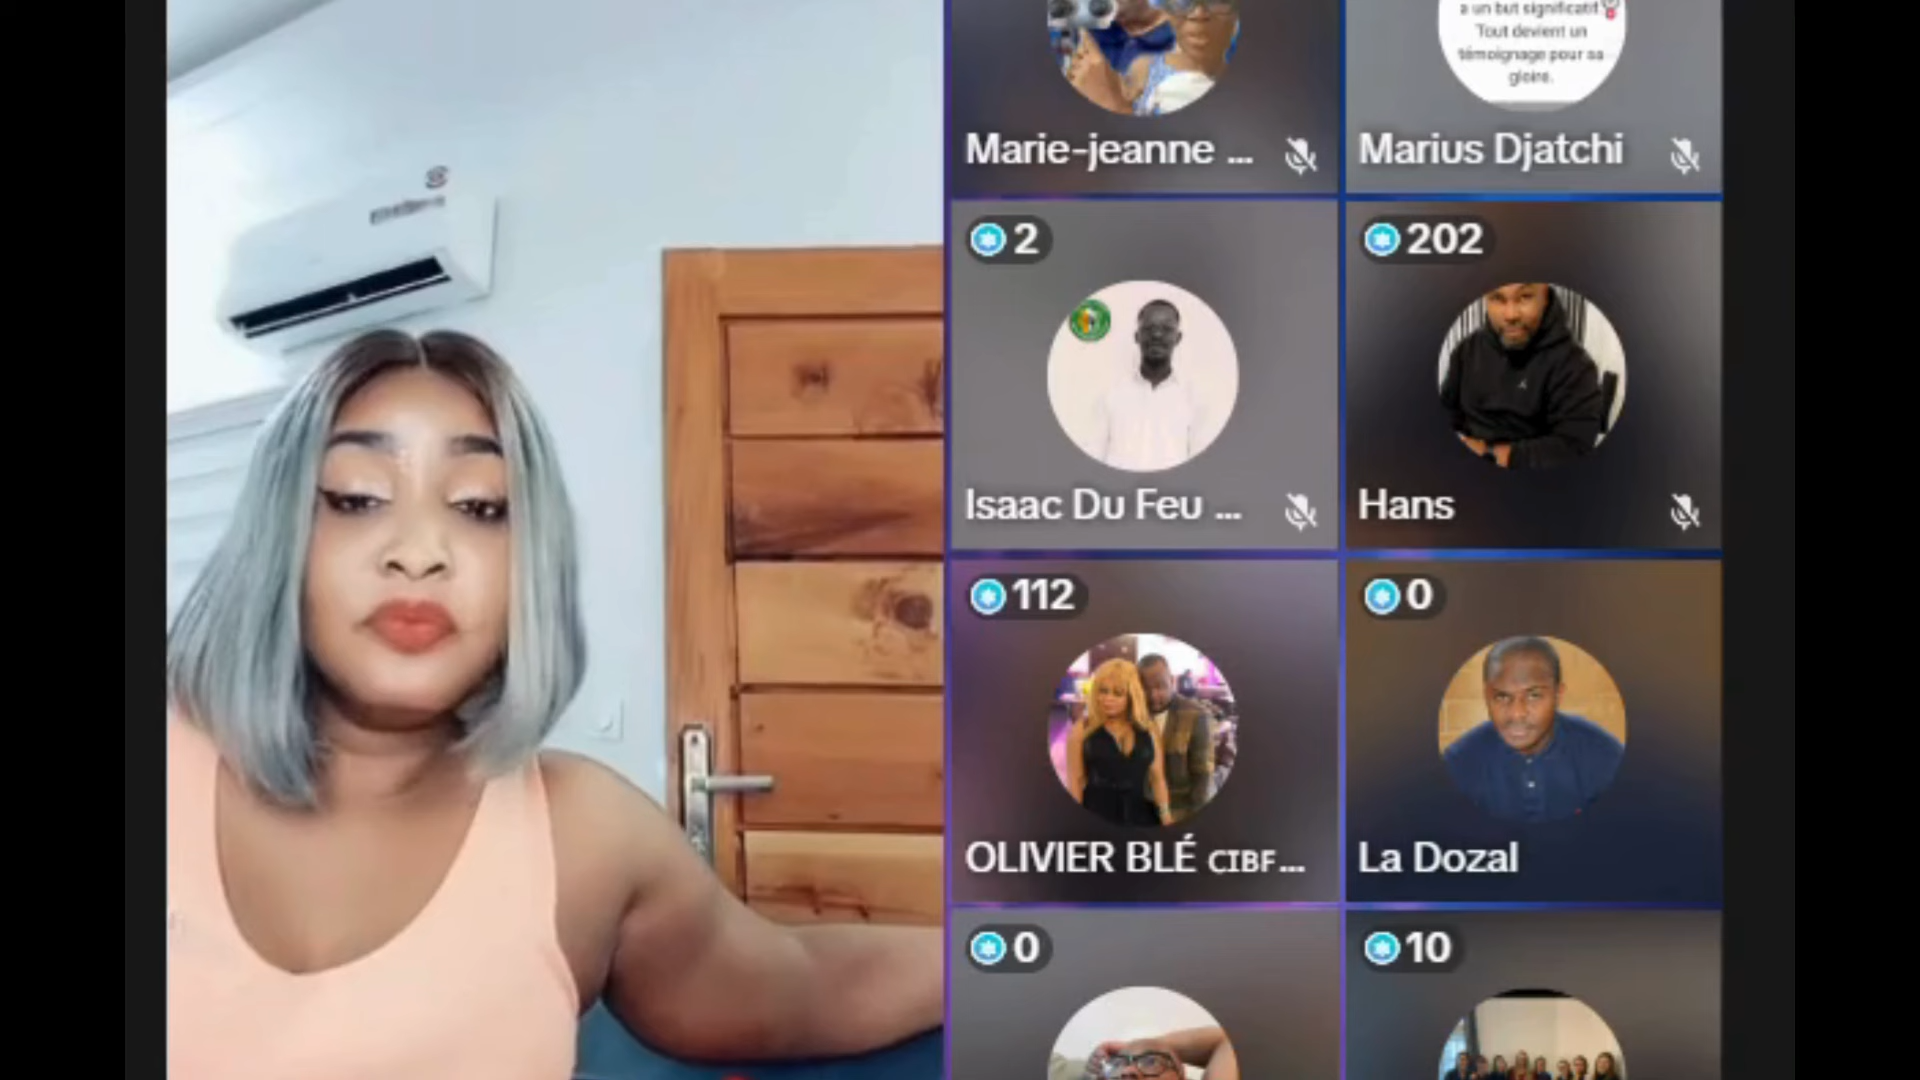 a un but significatif
Tout devient un
témoignage pour sa
gloire.
Marie-jeanne ...
Marius Djatchi
2
202
Isaac Du Feu ...
Hans
112
0
OLIVIER BLÉ CIBF...
La Dozal
0
10